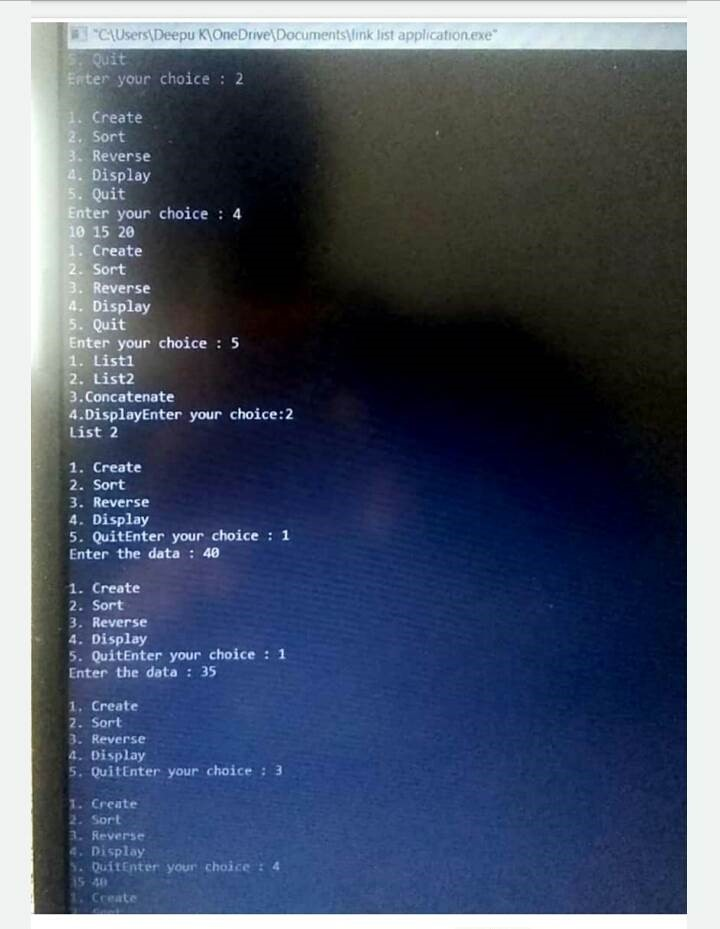 "C:\Users\Deepu K\OneDrive\Documents\link list application.exe"
5. Quit
Enter your choice : 2
1. Create
2. Sort
3. Reverse
4. Display
5. Quit
Enter your choice : 4
10 15 20
1. Create
2. Sort
3. Reverse
4. Display
5. Quit
Enter your choice : 5
1. List1
2. List2
3.Concatenate
4.DisplayEnter your choice:2
List 2
1. Create
2. Sort
3. Reverse
4. Display
5. QuitEnter your choice : 1
Enter the data : 40
1. Create
2. Sort
3. Reverse
4. Display
5. QuitEnter your choice : 1
Enter the data : 35
1. Create
2. Sort
3. Reverse
4. Display
5. QuitEnter your choice : 3
1. Create
2. Sort
3. Reverse
4. Display
5. QuitEnter your choice : 4
40
1. Create
2. Sort